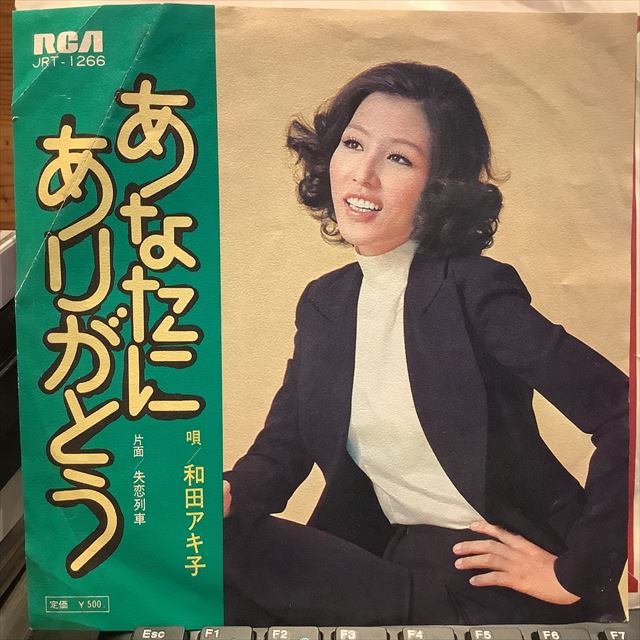 RCA
JRT-1266
あなたに
ありがとう
唄／和田アキ子
片面／失恋列車
定価 ￥500
Esc F1 F2 F3 F4 F5 F6 F7